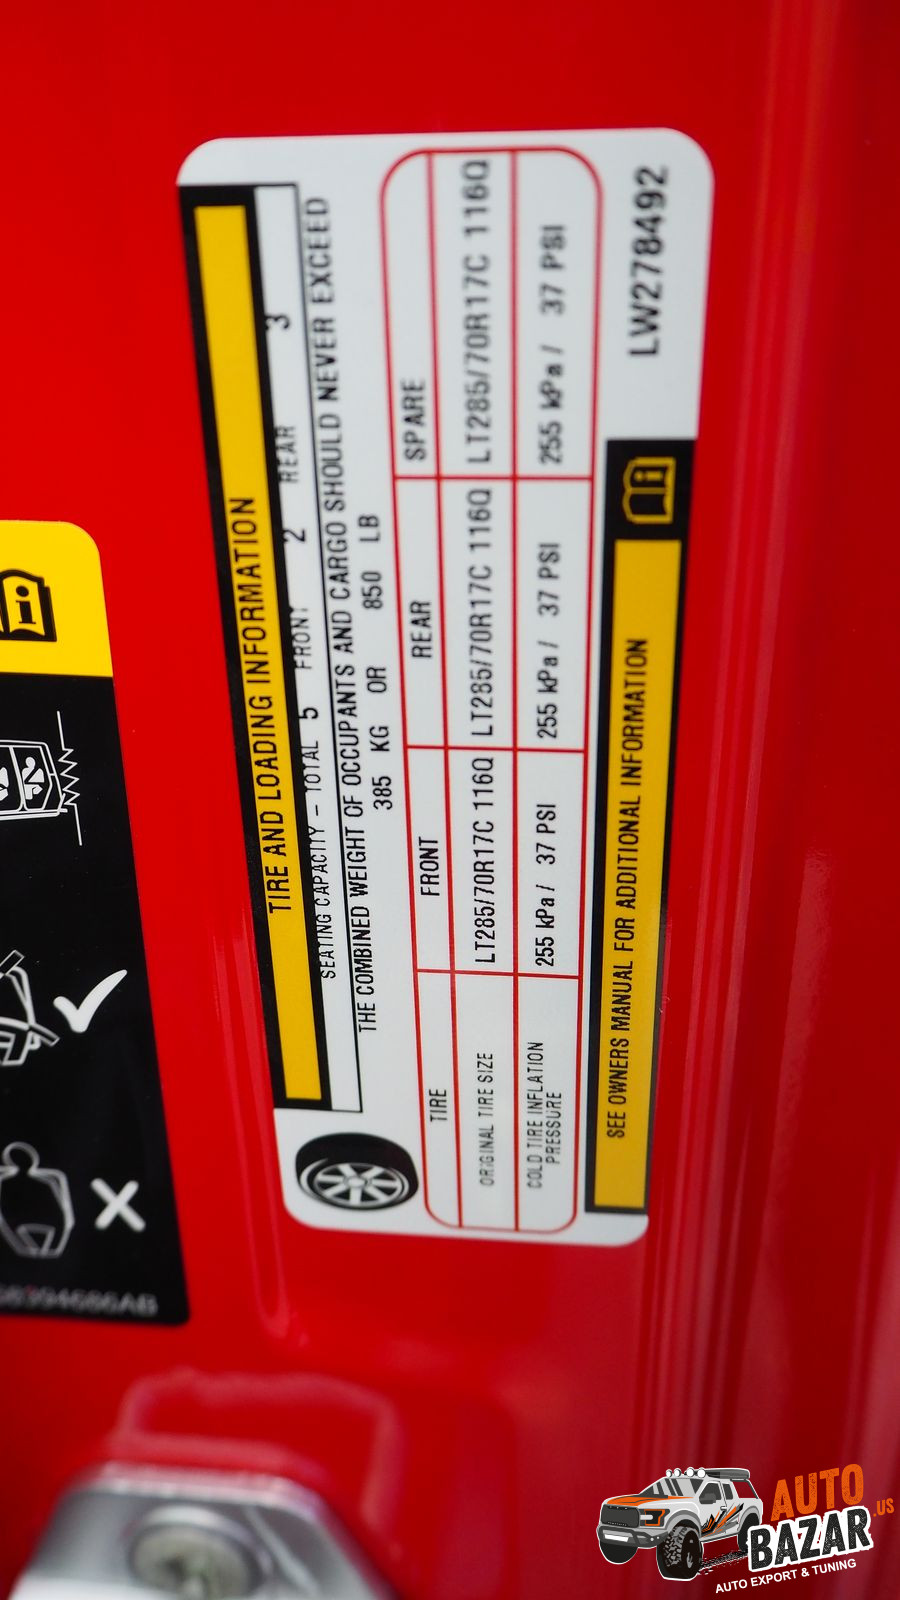 TIRE AND LOADING INFORMATION
SEATING CAPACITY – TOTAL 5 FRONT 2 REAR 3
THE COMBINED WEIGHT OF OCCUPANTS AND CARGO SHOULD NEVER EXCEED
385 KG OR 850 LB
TIRE FRONT REAR SPARE
ORIGINAL TIRE SIZE LT285/70R17C 116Q LT285/70R17C 116Q LT285/70R17C 116Q
COLD TIRE INFLATION
PRESSURE 255 kPa / 37 PSI 255 kPa / 37 PSI 255 kPa / 37 PSI
SEE OWNERS MANUAL FOR ADDITIONAL INFORMATION
LW278492
AUTO
BAZAR.US
AUTO EXPORT & TUNING